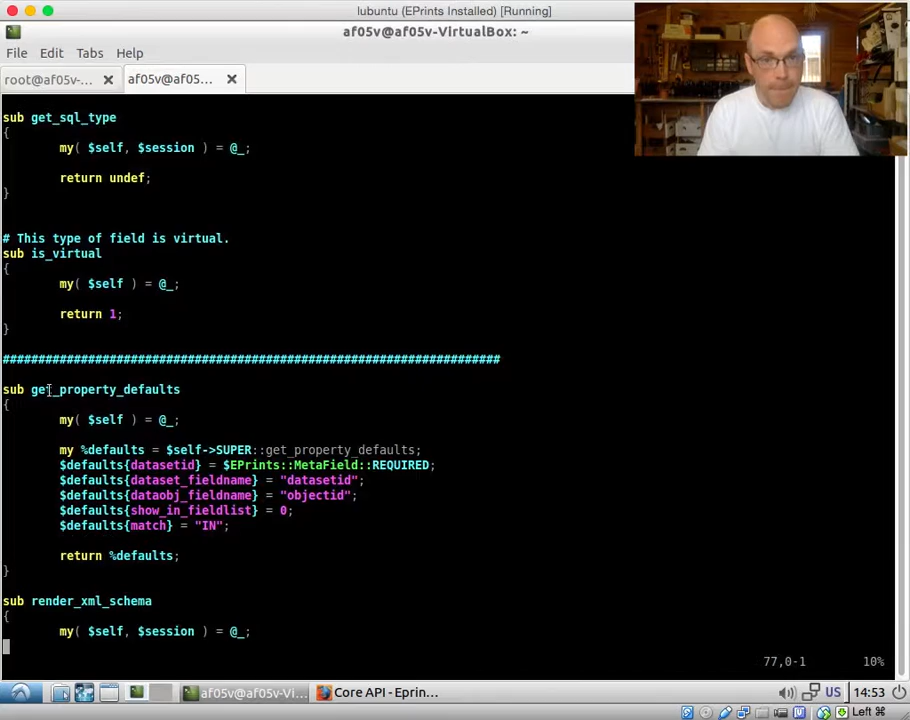 lubuntu (EPrints Installed) [Running]
af05v@af05v-VirtualBox: ~
File Edit Tabs Help
root@af05v-... af05v@af05...
sub get_sql_type
{
my( $self, $session ) = @_;
return undef;
}
# This type of field is virtual.
sub is_virtual
{
my( $self ) = @_;
return 1;
}
####################################################################
sub get_property_defaults
{
my( $self ) = @_;
my %defaults = $self->SUPER::get_property_defaults;
$defaults{datasetid} = $EPrints::MetaField::REQUIRED;
$defaults{dataset_fieldname} = "datasetid";
$defaults{dataobj_fieldname} = "objectid";
$defaults{show_in_fieldlist} = 0;
$defaults{match} = "IN";
return %defaults;
}
sub render_xml_schema
{
my( $self, $session ) = @_;
77,0-1 10%
af05v@af05v-Vi... Core API - Eprin... US 14:53
Left ⌘